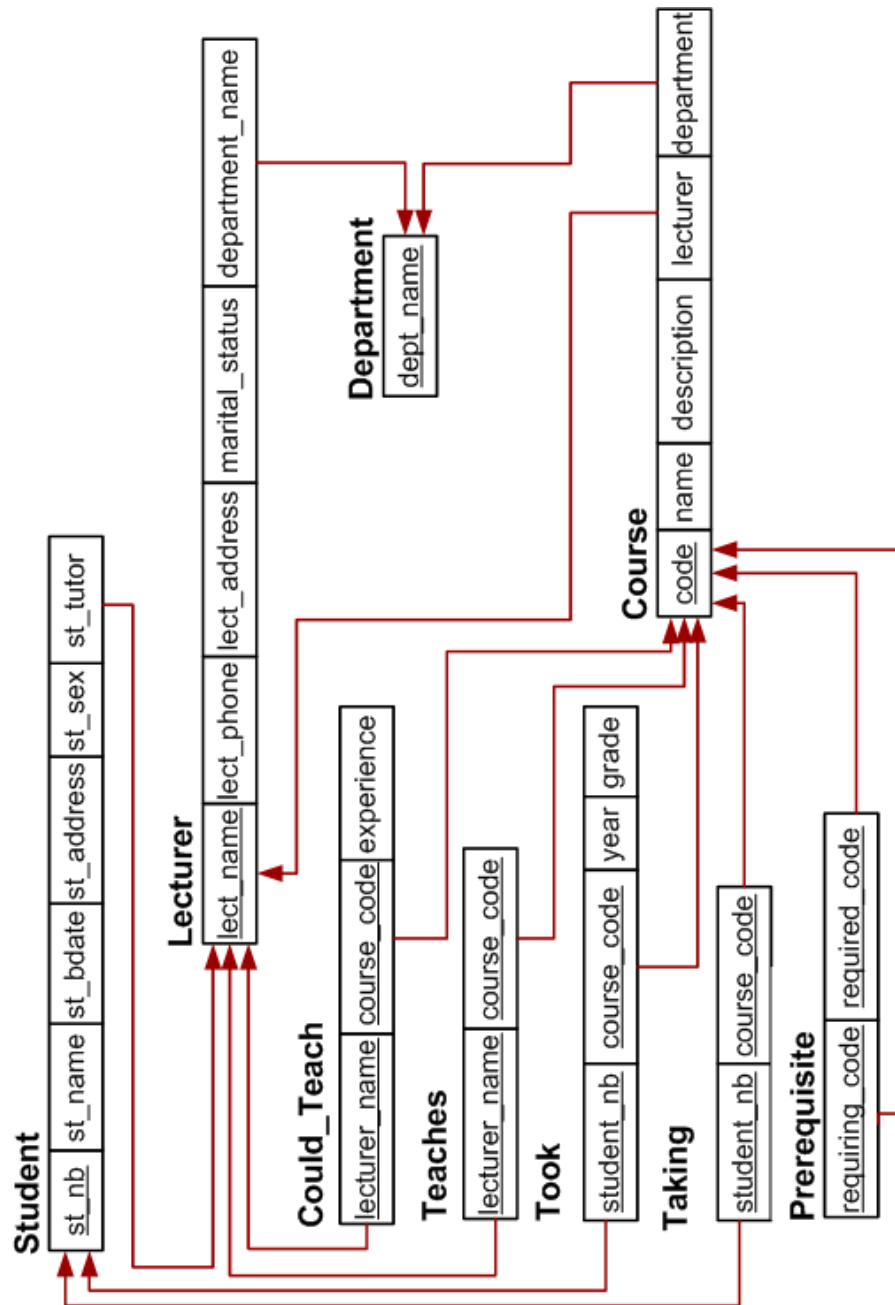 Student
st_nb st_name st_bdate st_address st_sex st_tutor
Lecturer
lect_name lect_phone lect_address marital_status department_name
Could_Teach
lecturer_name course_code experience
Department
dept_name
Teaches
lecturer_name course_code
Took
student_nb course_code year grade
Course
code name description lecturer department
Taking
student_nb course_code
Prerequisite
requiring_code required_code